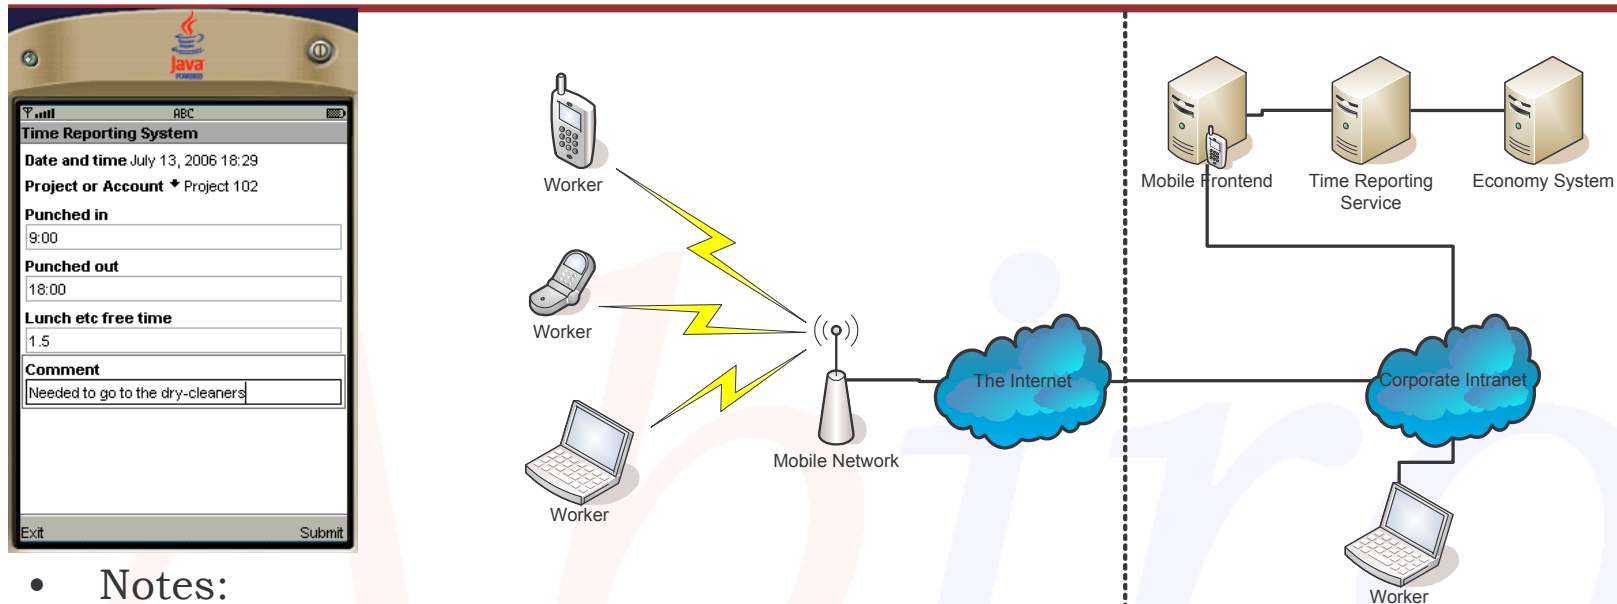 Java
POWERED
ABC
Time Reporting System
Date and time July 13, 2006 18:29
Project or Account Project 102
Punched in
9:00
Punched out
18:00
Lunch etc free time
1.5
Comment
Needed to go to the dry-cleaners
Exit Submit
• Notes:
Worker
Worker
Worker
Mobile Network
The Internet
Mobile Frontend
Time Reporting
Service
Economy System
Corporate Intranet
Worker
Abiro